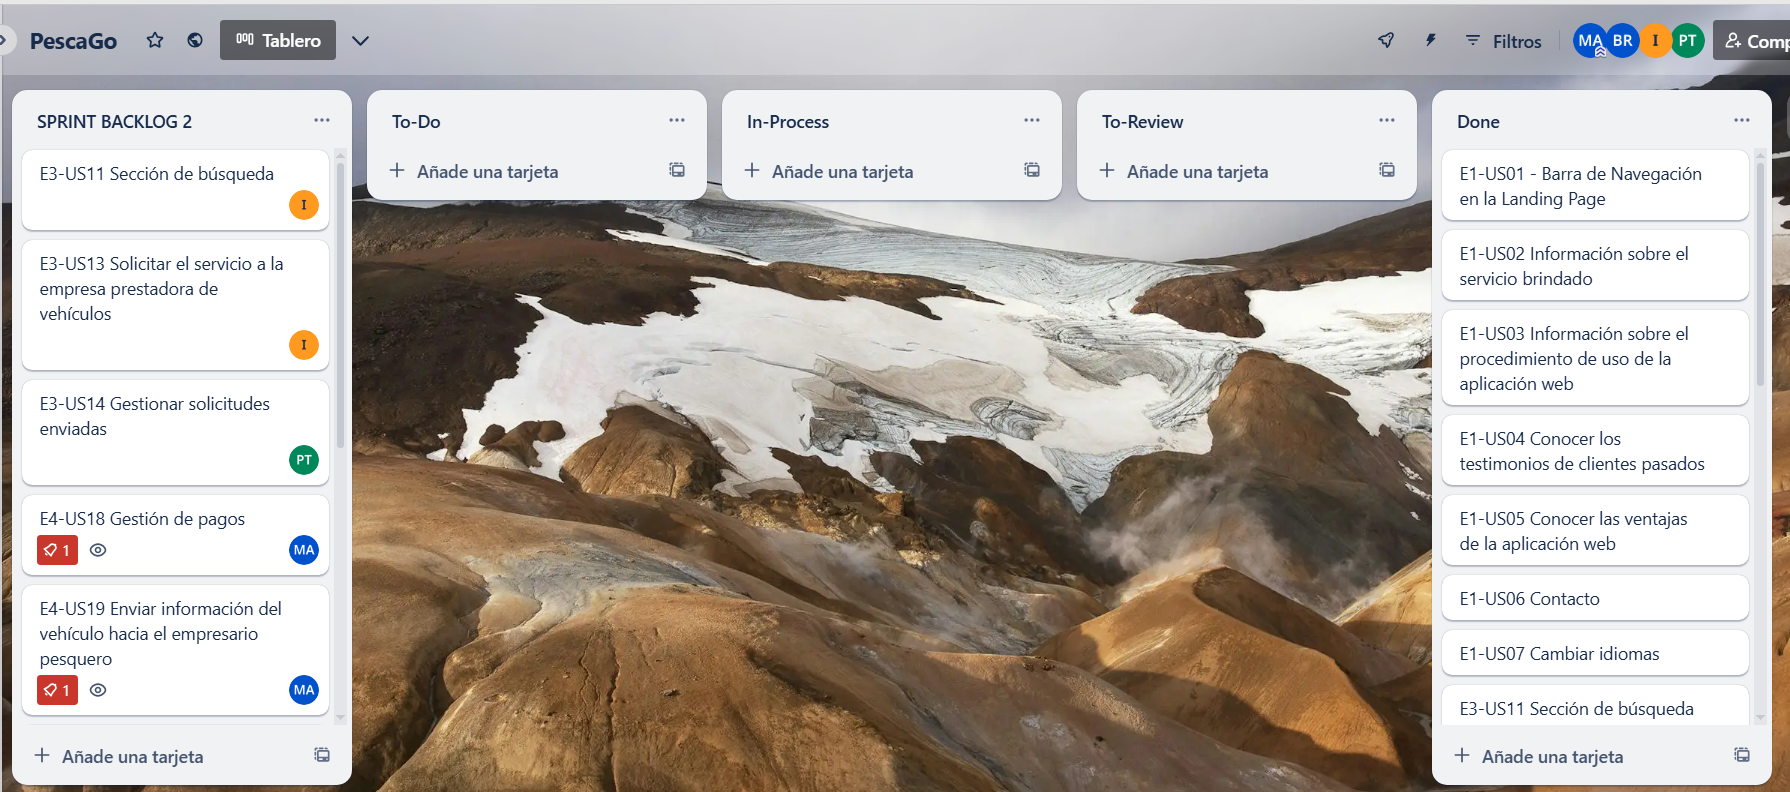 PescaGo
Tablero
Filtros
MA
BR
I
PT
Comp
SPRINT BACKLOG 2
E3-US11 Sección de búsqueda
I
E3-US13 Solicitar el servicio a la
empresa prestadora de
vehículos
I
E3-US14 Gestionar solicitudes
enviadas
PT
E4-US18 Gestión de pagos
1
MA
E4-US19 Enviar información del
vehículo hacia el empresario
pesquero
1
MA
Añade una tarjeta
To-Do
Añade una tarjeta
In-Process
Añade una tarjeta
To-Review
Añade una tarjeta
Done
E1-US01 - Barra de Navegación
en la Landing Page
E1-US02 Información sobre el
servicio brindado
E1-US03 Información sobre el
procedimiento de uso de la
aplicación web
E1-US04 Conocer los
testimonios de clientes pasados
E1-US05 Conocer las ventajas
de la aplicación web
E1-US06 Contacto
E1-US07 Cambiar idiomas
E3-US11 Sección de búsqueda
Añade una tarjeta